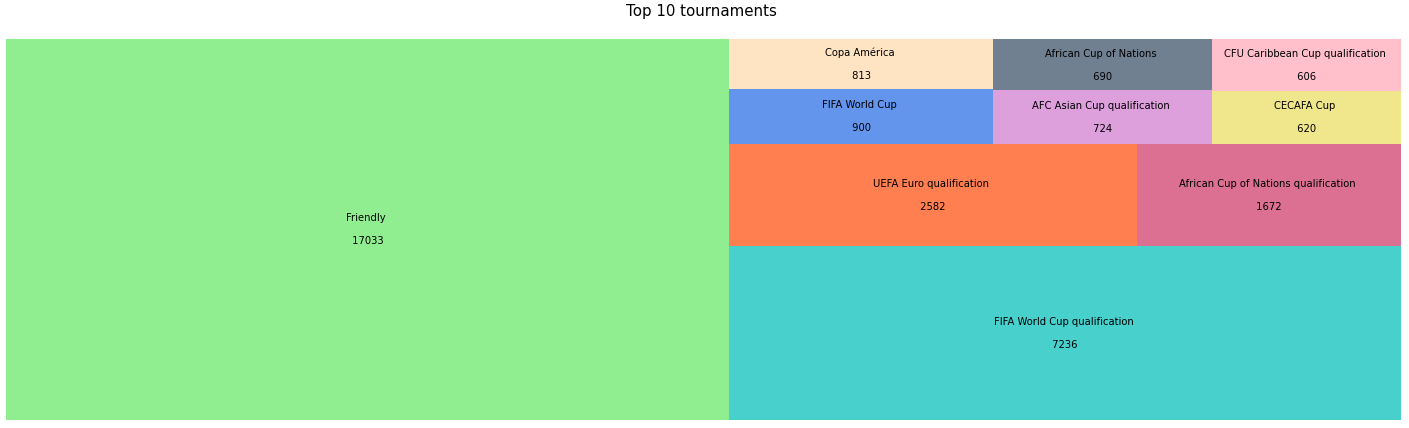 Top 10 tournaments
Friendly
17033
Copa América
813
African Cup of Nations
690
CFU Caribbean Cup qualification
606
FIFA World Cup
900
AFC Asian Cup qualification
724
CECAFA Cup
620
UEFA Euro qualification
2582
African Cup of Nations qualification
1672
FIFA World Cup qualification
7236